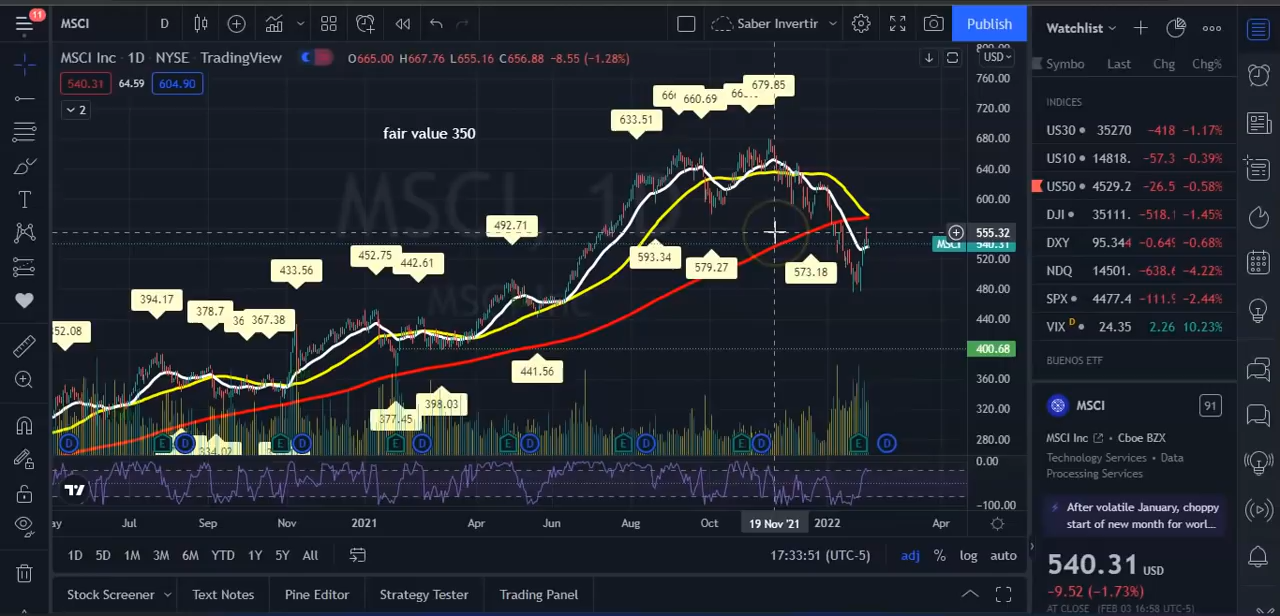 11
MSCI
D
Saber Invertir
Publish
MSCI Inc · 1D · NYSE · TradingView
O665.00 H667.76 L655.16 C656.88 -8.55 (-1.28%)
540.31 64.59 604.90
2
USD
fair value 350
MSCI, 1D
MSCI Inc
352.08
394.17
378.7
367.38
334.02
433.56
452.75
442.61
377.45
398.03
492.71
441.56
633.51
593.34
660.69
579.27
679.85
573.18
760.00
720.00
680.00
640.00
600.00
555.32
MSCI 540.31
520.00
480.00
440.00
400.68
360.00
320.00
280.00
0.00
-100.00
Jul Sep Nov 2021 Apr Jun Aug Oct 19 Nov '21 2022 Apr
1D 5D 1M 3M 6M YTD 1Y 5Y All
17:33:51 (UTC-5) adj % log auto
Stock Screener Text Notes Pine Editor Strategy Tester Trading Panel
Watchlist
Symbo Last Chg Chg%
INDICES
US30 35270 -418 -1.17%
US10 14818. -57.3 -0.39%
US50 4529.2 -26.5 -0.58%
DJI 35111. -518.1 -1.45%
DXY 95.344 -0.649 -0.68%
NDQ 14501. -638.6 -4.22%
SPX 4477.4 -111.9 -2.44%
VIX D 24.35 2.26 10.23%
BUENOS ETF
MSCI 91
MSCI Inc · Cboe BZX
Technology Services · Data
Processing Services
After volatile January, choppy
start of new month for worl...
540.31 USD
-9.52 (-1.73%)
AT CLOSE (FEB 03 16:58 UTC-5)